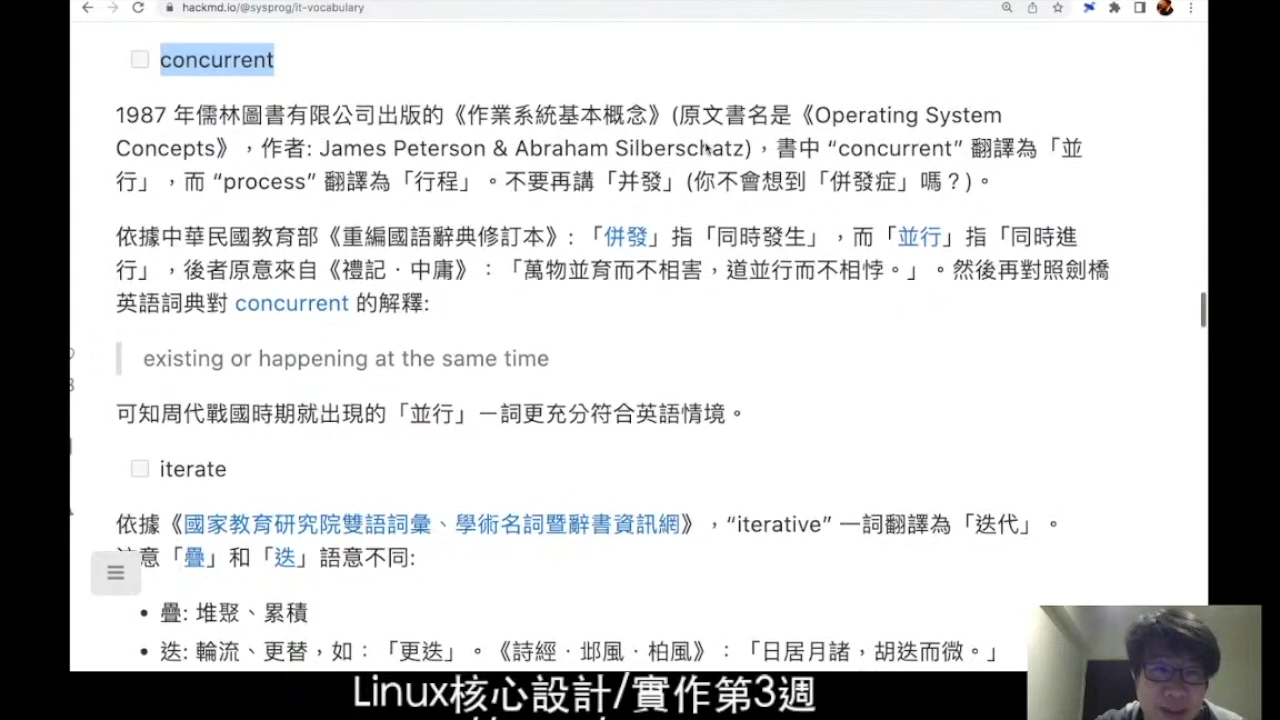 hackmd.io/@sysprog/it-vocabulary
concurrent
1987 年儒林圖書有限公司出版的《作業系統基本概念》(原文書名是《Operating System
Concepts》，作者: James Peterson & Abraham Silberschatz)，書中 “concurrent” 翻譯為「並
行」，而 “process” 翻譯為「行程」。不要再講「并發」(你不會想到「併發症」嗎？)。
依據中華民國教育部《重編國語辭典修訂本》: 「併發」指「同時發生」，而「並行」指「同時進
行」，後者原意來自《禮記．中庸》：「萬物並育而不相害，道並行而不相悖。」。然後再對照劍橋
英語詞典對 concurrent 的解釋:
existing or happening at the same time
可知周代戰國時期就出現的「並行」一詞更充分符合英語情境。
iterate
依據《國家教育研究院雙語詞彙、學術名詞暨辭書資訊網》，“iterative” 一詞翻譯為「迭代」。
注意「疊」和「迭」語意不同:
• 疊: 堆聚、累積
• 迭: 輪流、更替，如：「更迭」。《詩經．邶風．柏風》：「日居月諸，胡迭而微。」
Linux核心設計/實作第3週